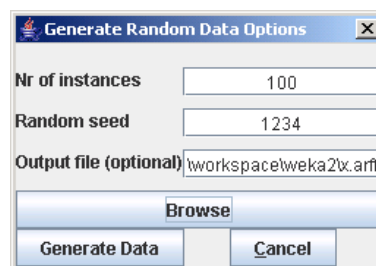 Generate Random Data Options
Nr of instances 100
Random seed 1234
Output file (optional) \workspace\weka2\x.arff
Browse
Generate Data Cancel